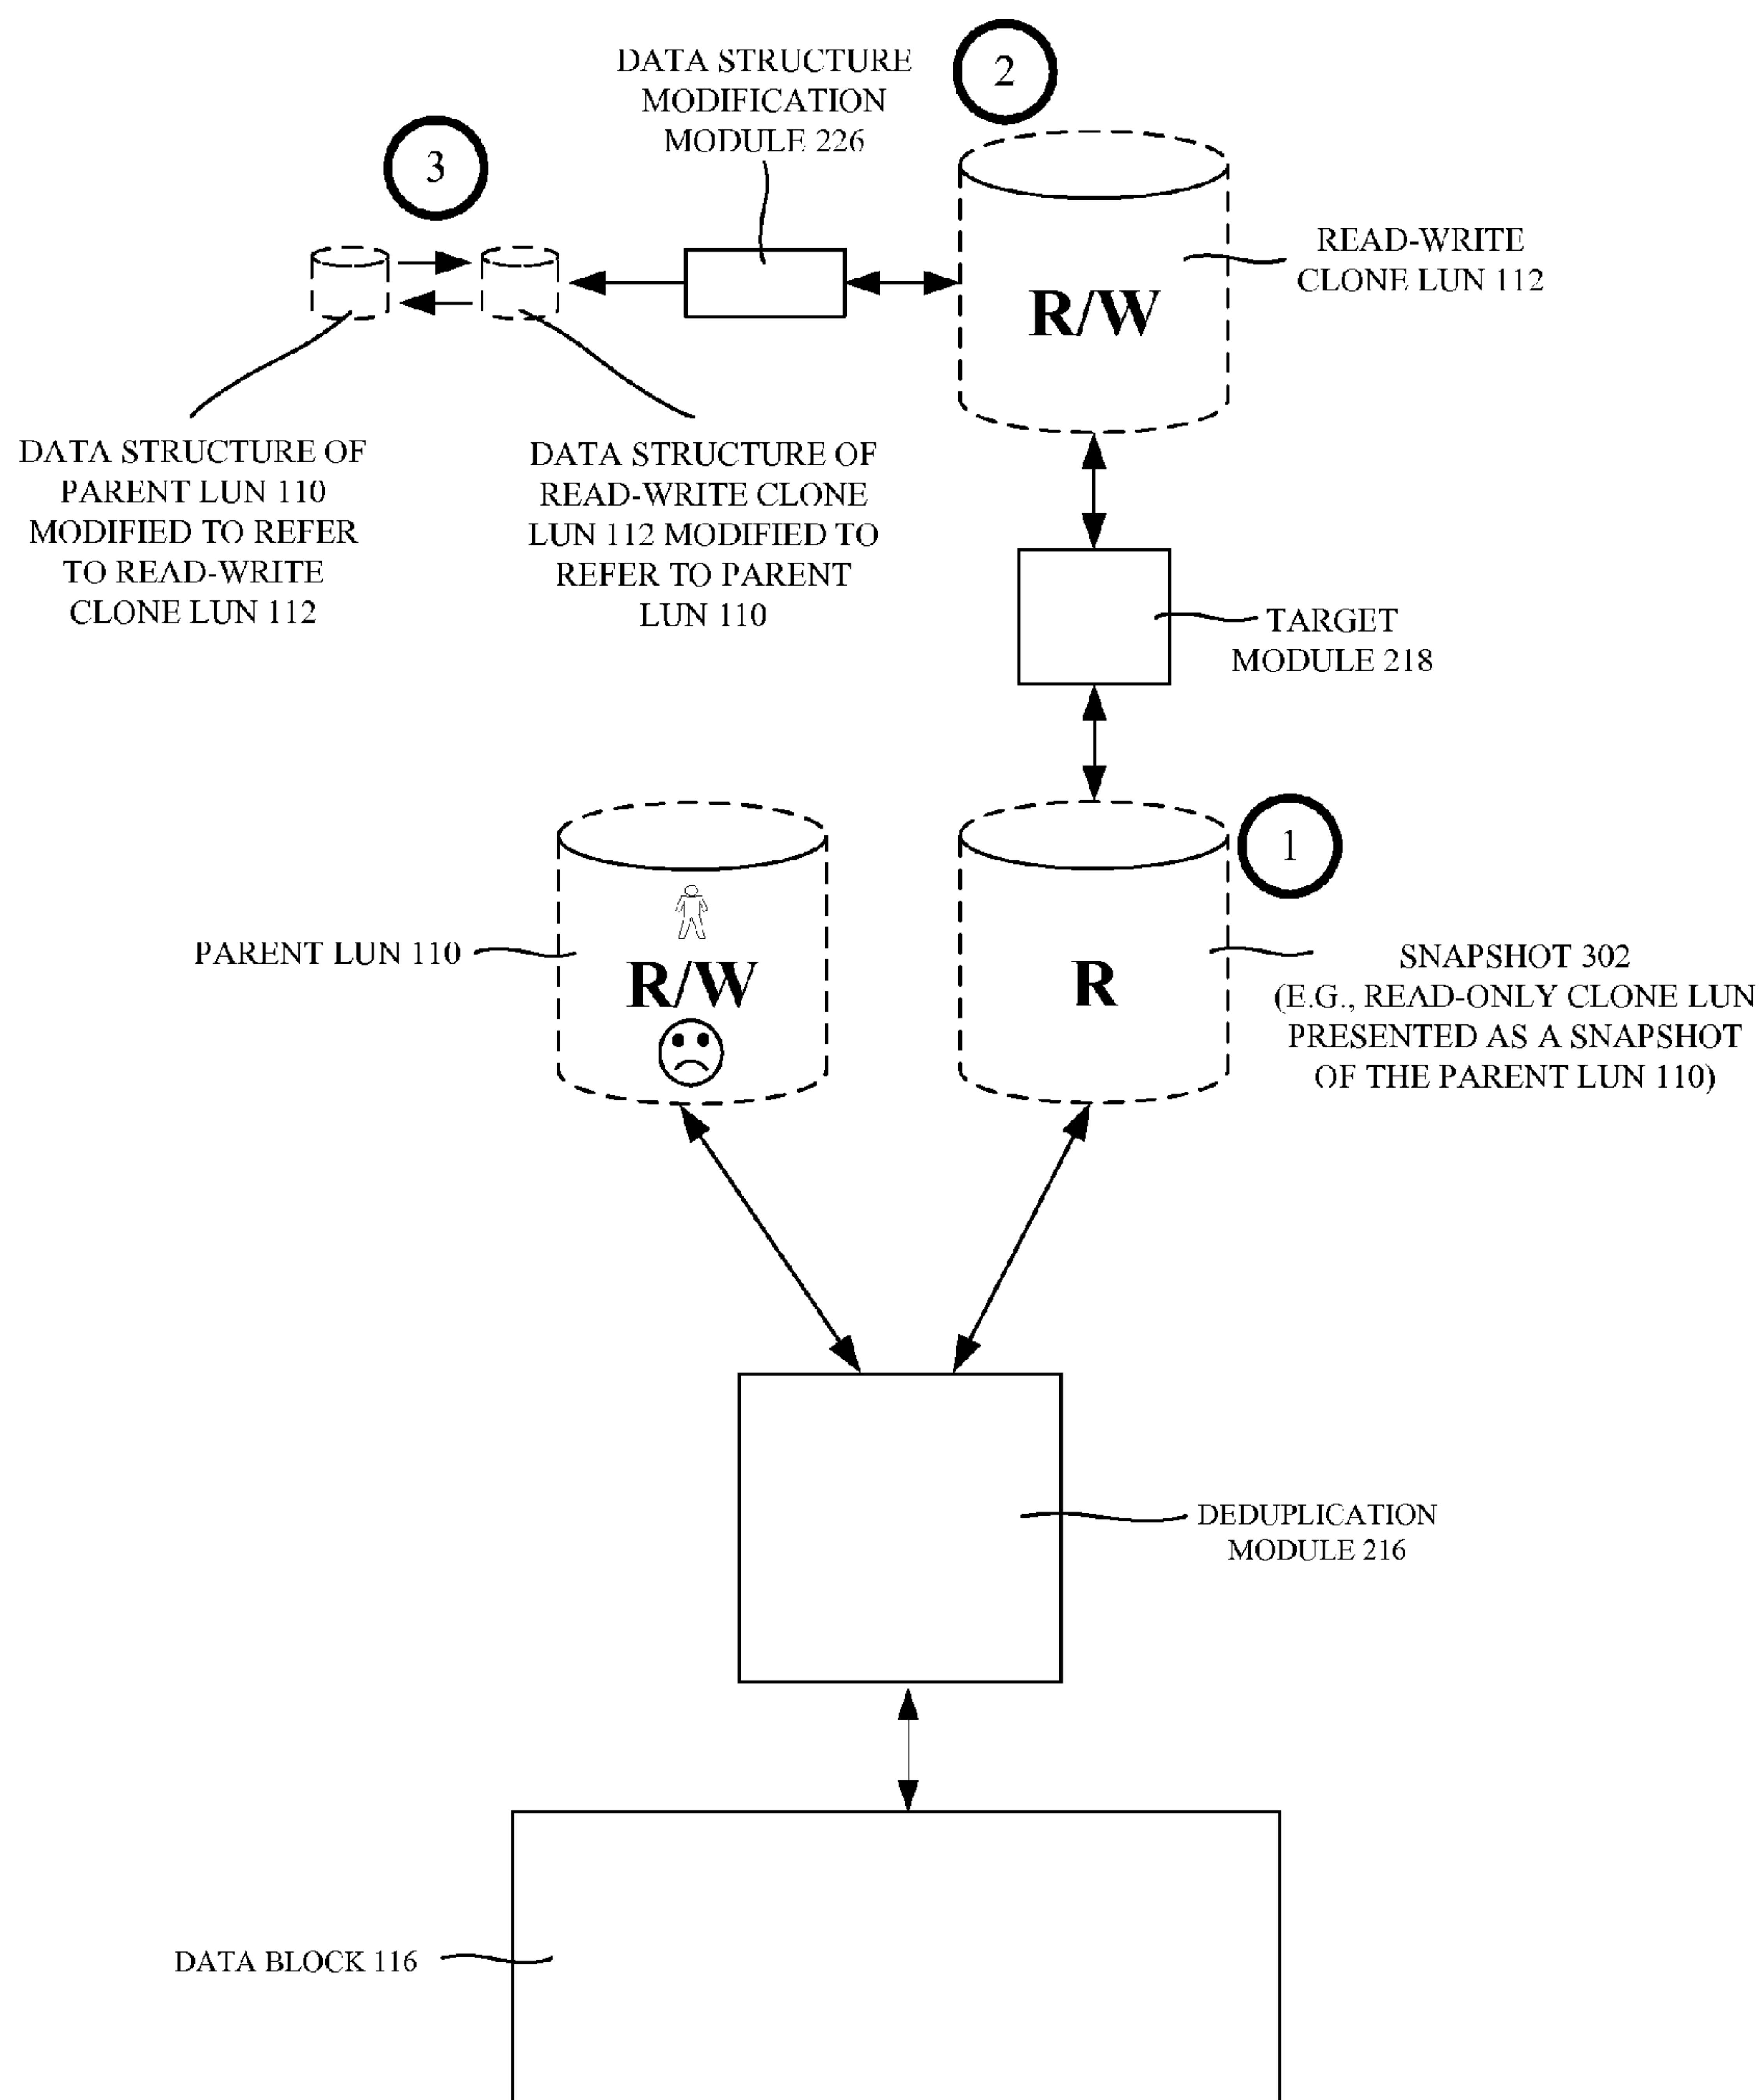 2
DATA STRUCTURE
MODIFICATION
MODULE 226
3
READ-WRITE
CLONE LUN 112
R/W
DATA STRUCTURE OF
PARENT LUN 110
MODIFIED TO REFER
TO READ-WRITE
CLONE LUN 112
DATA STRUCTURE OF
READ-WRITE CLONE
LUN 112 MODIFIED TO
REFER TO PARENT
LUN 110
TARGET
MODULE 218
1
PARENT LUN 110
R/W
R
SNAPSHOT 302
(E.G., READ-ONLY CLONE LUN
PRESENTED AS A SNAPSHOT
OF THE PARENT LUN 110)
DEDUPLICATION
MODULE 216
DATA BLOCK 116